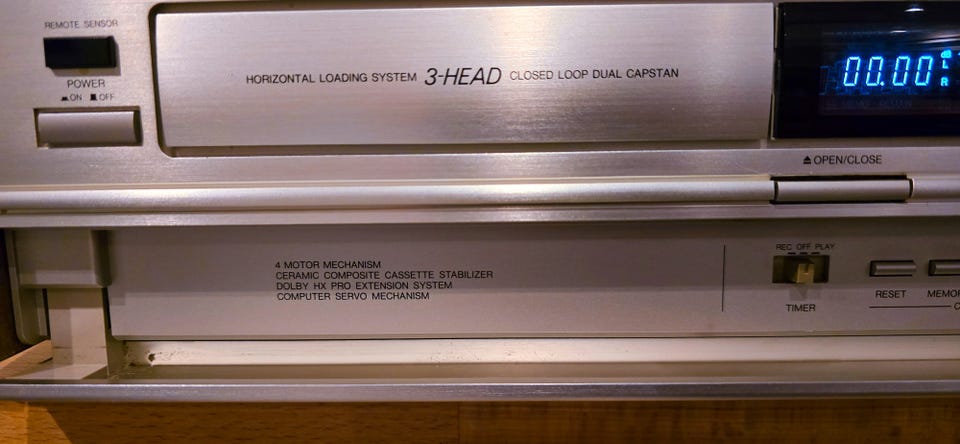 REMOTE SENSOR
POWER
ON OFF
HORIZONTAL LOADING SYSTEM 3-HEAD CLOSED LOOP DUAL CAPSTAN
00.00
L
R
OPEN/CLOSE
4 MOTOR MECHANISM
CERAMIC COMPOSITE CASSETTE STABILIZER
DOLBY HX PRO EXTENSION SYSTEM
COMPUTER SERVO MECHANISM
REC OFF PLAY
TIMER
RESET
MEMOR
C